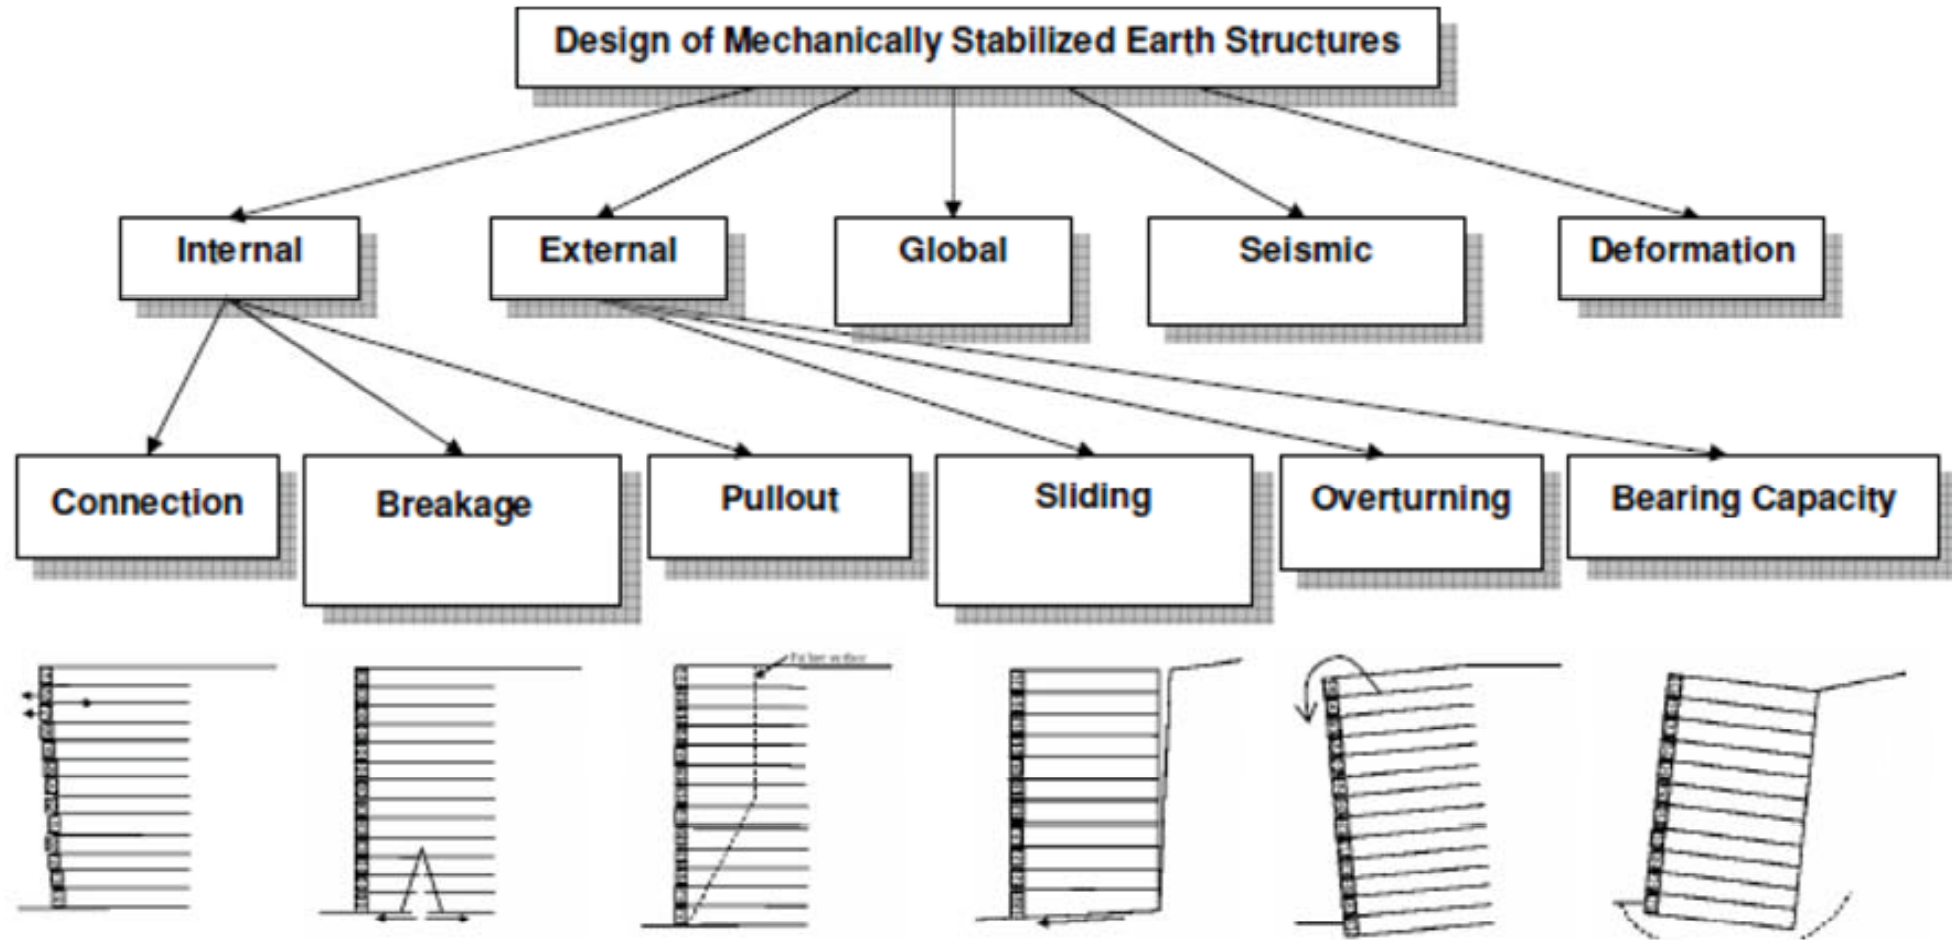 Design of Mechanically Stabilized Earth Structures
Internal
External
Global
Seismic
Deformation
Connection
Breakage
Pullout
Sliding
Overturning
Bearing Capacity